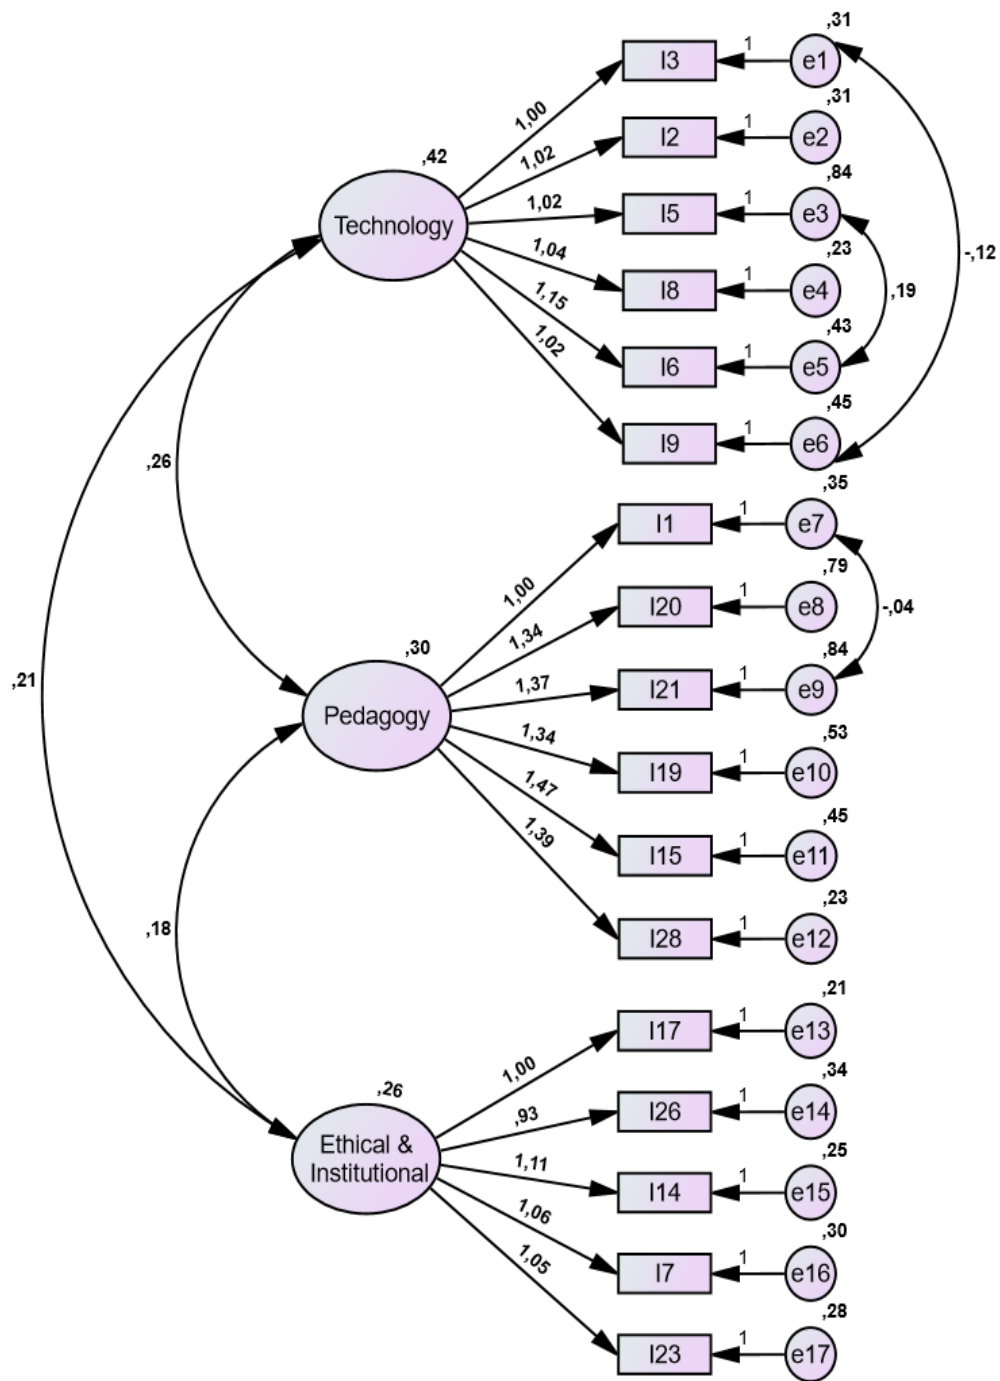 ,31
I3
1
e1
1,00
,31
I2
1
e2
1,02
,42
,84
Technology
1,02
I5
1
e3
,23
-,12
1,04
I8
1
e4
,19
1,15
,43
I6
1
e5
1,02
,45
I9
1
e6
,26
,35
I1
1
e7
1,00
,79
I20
1
e8
-,04
1,34
,30
,84
,21
Pedagogy
1,37
I21
1
e9
,53
1,34
I19
1
e10
1,47
,45
I15
1
e11
1,39
,23
,18
I28
1
e12
,21
I17
1
e13
1,00
,26
,34
,93
I26
1
e14
Ethical &
Institutional
,25
1,11
I14
1
e15
1,06
,30
I7
1
e16
1,05
,28
I23
1
e17